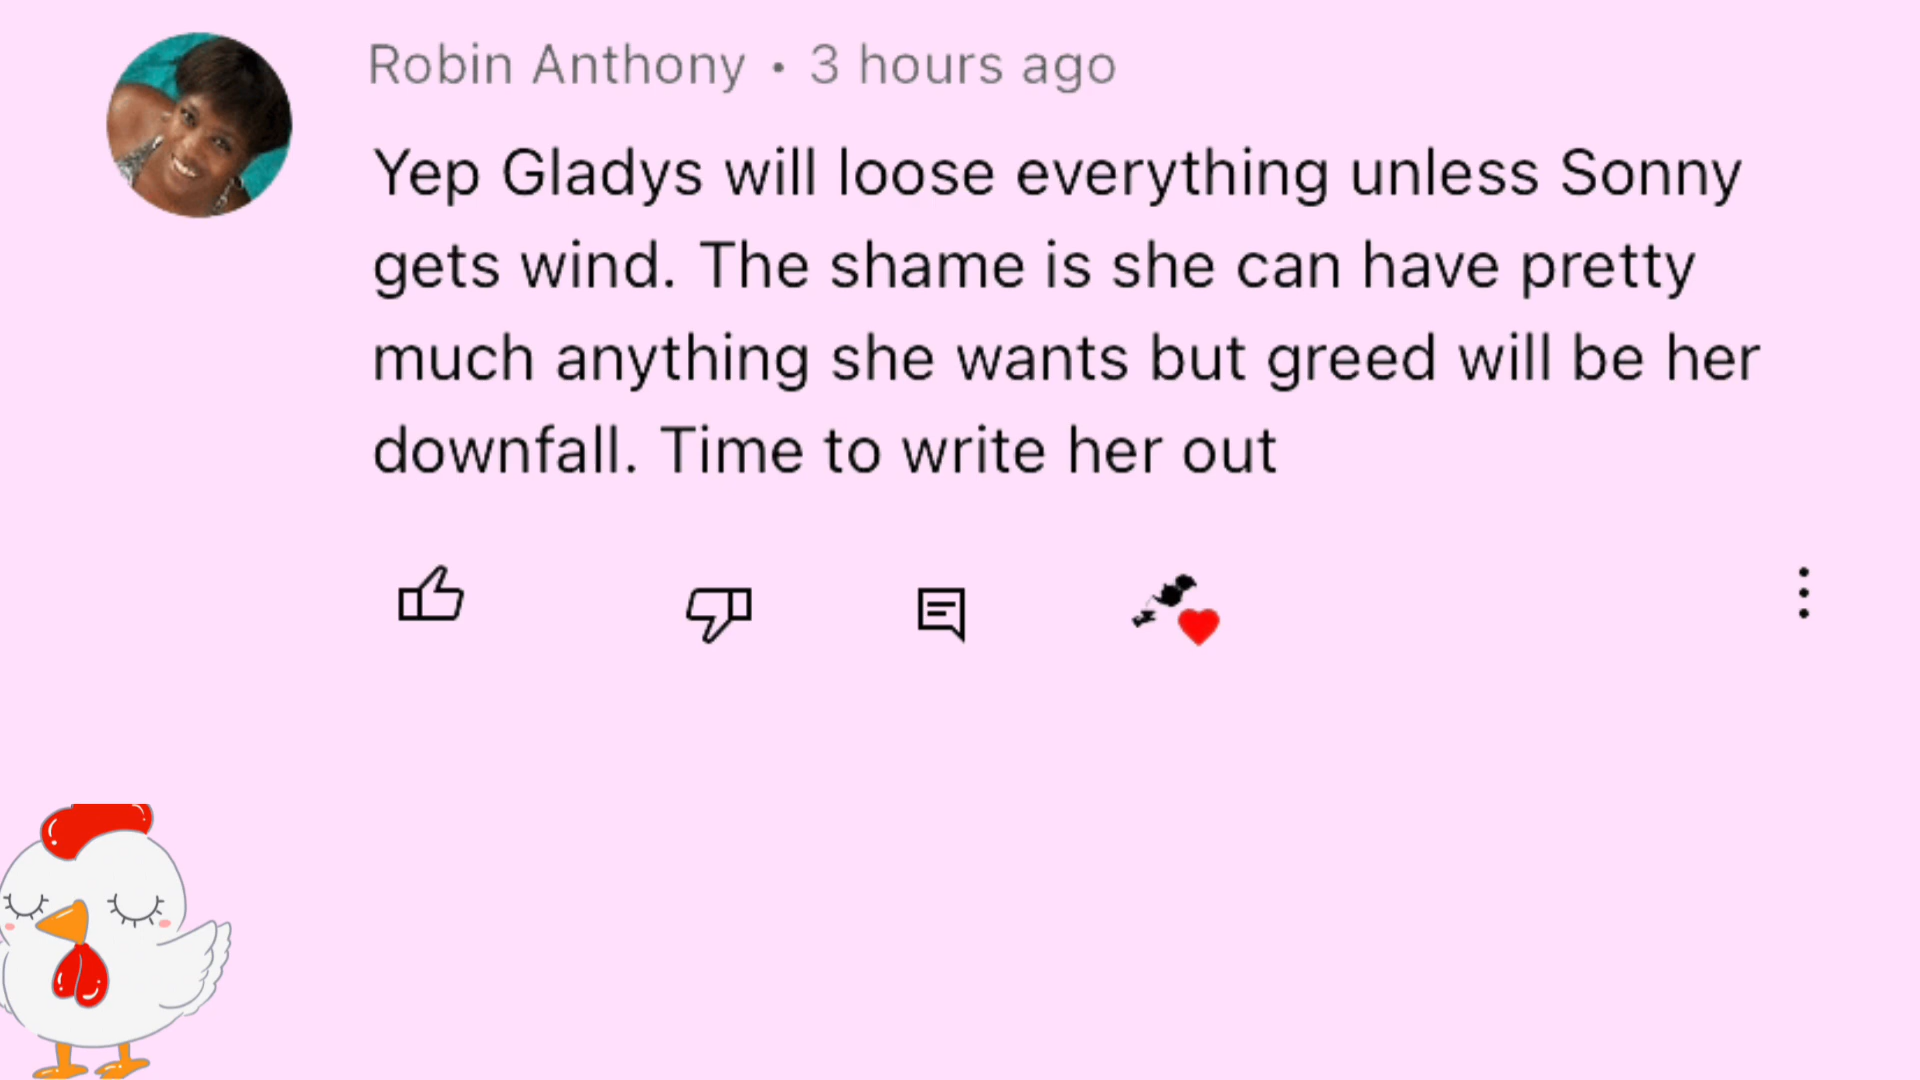 Robin Anthony • 3 hours ago
Yep Gladys will loose everything unless Sonny
gets wind. The shame is she can have pretty
much anything she wants but greed will be her
downfall. Time to write her out